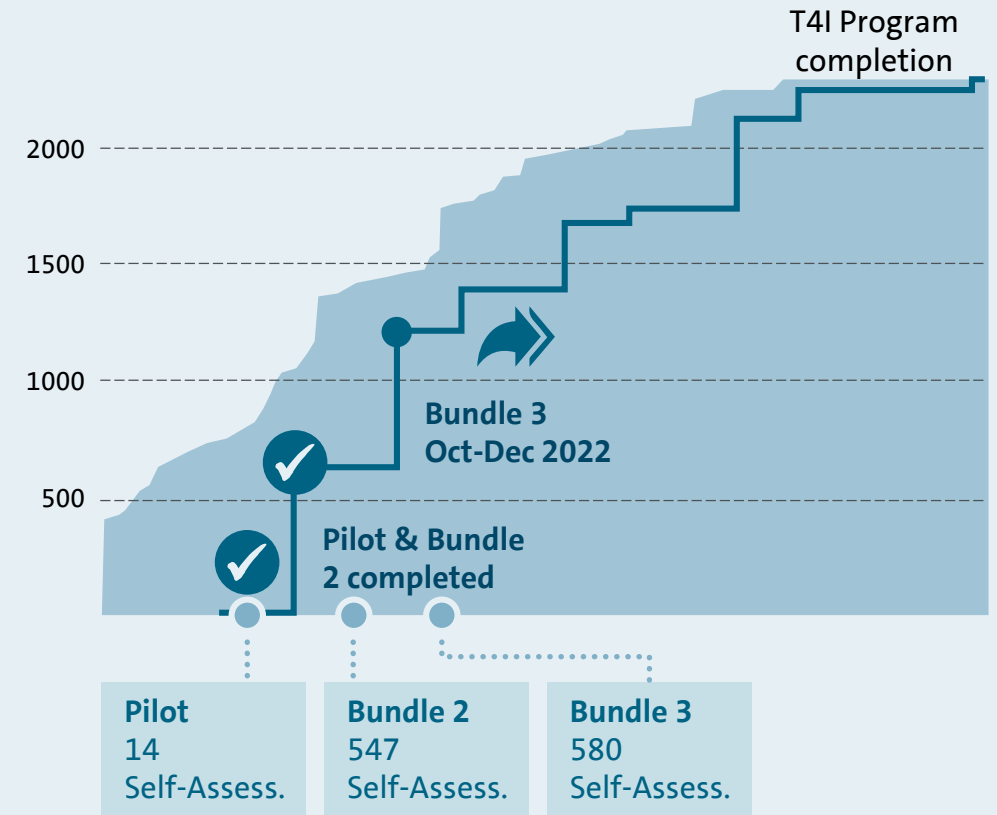 T4I Program
completion
2000
1500
1000
500
Bundle 3
Oct-Dec 2022
Pilot & Bundle
2 completed
Pilot
14
Self-Assess.
Bundle 2
547
Self-Assess.
Bundle 3
580
Self-Assess.